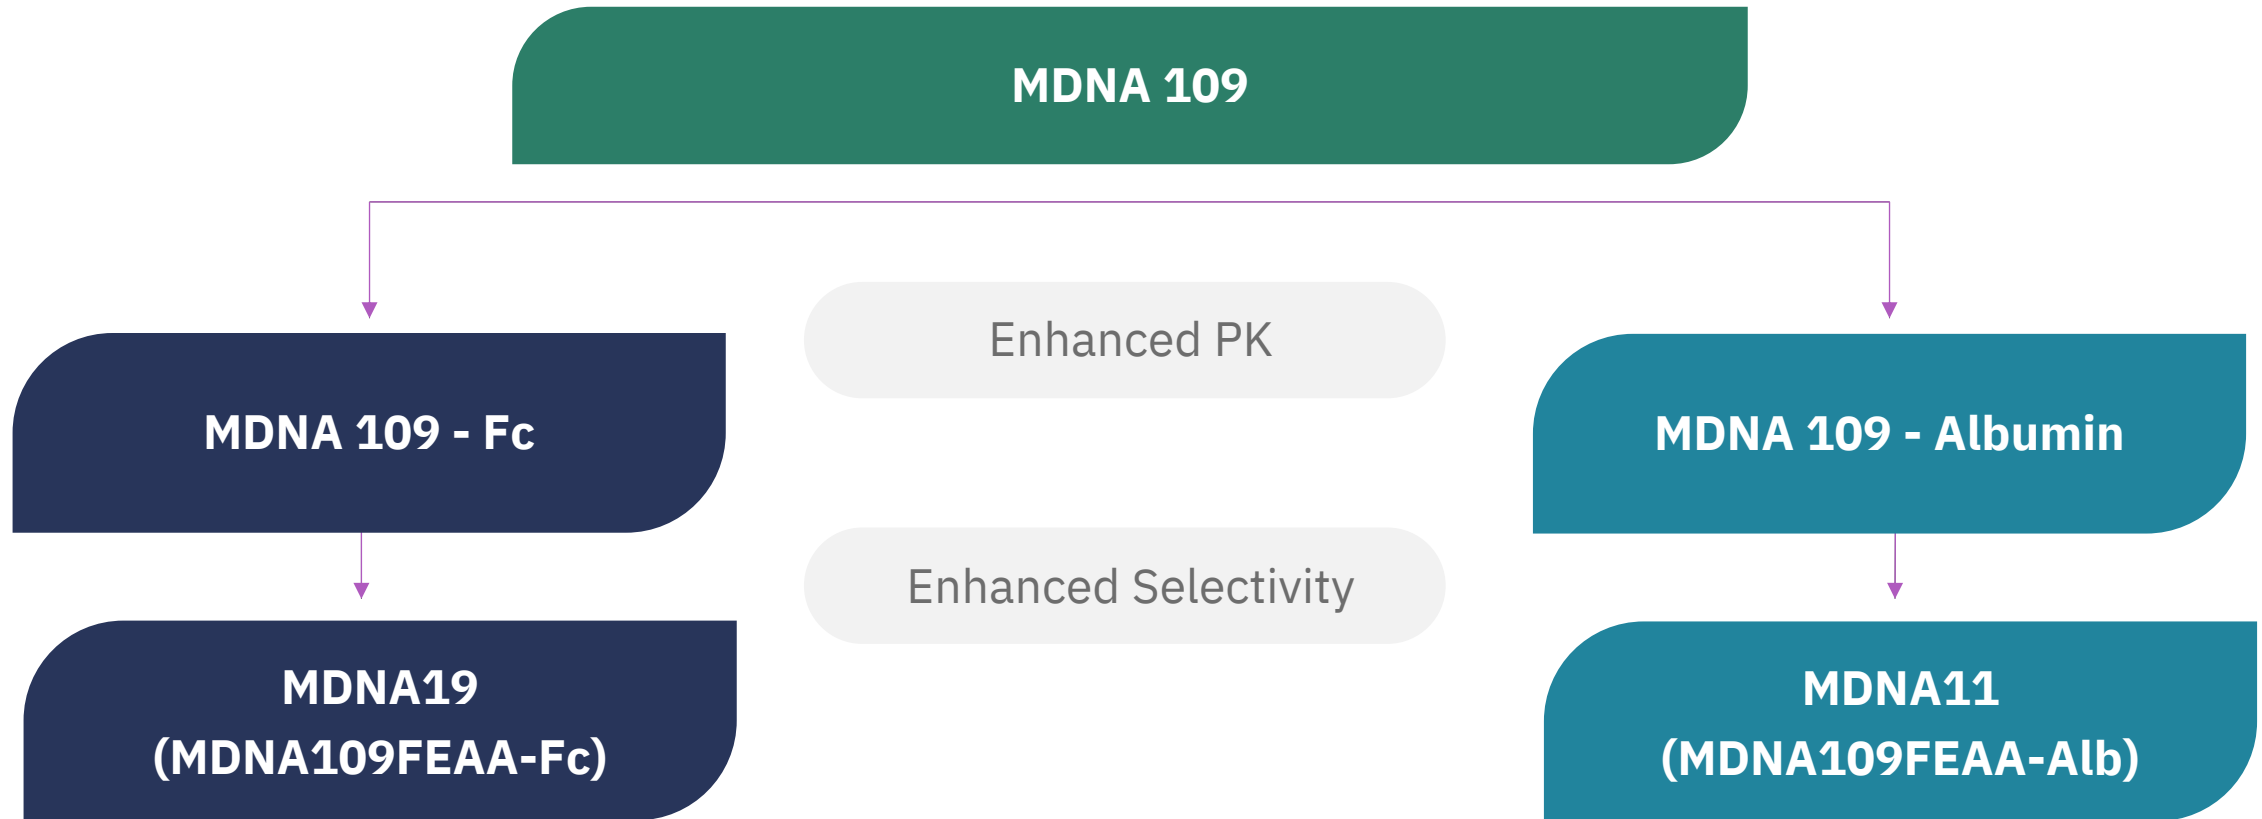 MDNA 109
Enhanced PK
MDNA 109 - Fc
MDNA 109 - Albumin
Enhanced Selectivity
MDNA19
(MDNA109FEAA-Fc)
MDNA11
(MDNA109FEAA-Alb)